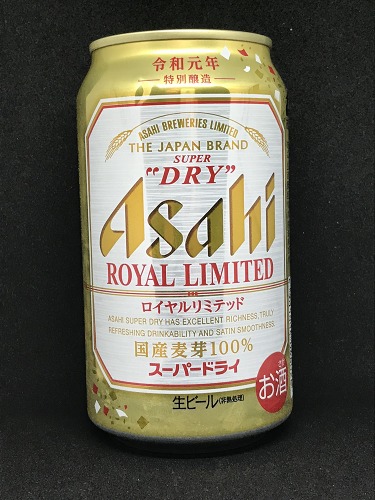 令和元年
特別醸造
ASAHI BREWERIES LIMITED
THE JAPAN BRAND
SUPER
"DRY"
Asahi
ROYAL LIMITED
ロイヤルリミテッド
ASAHI SUPER DRY HAS EXCELLENT RICHNESS, TRULY
REFRESHING DRINKABILITY AND SATIN SMOOTHNESS.
国産麦芽100%
スーパードライ
お酒
生ビール(非熱処理)